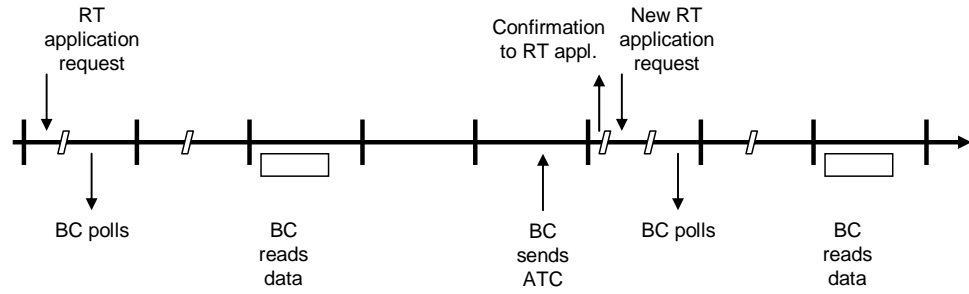 RT
application
request
Confirmation
to RT appl.
New RT
application
request
BC polls
BC
reads
data
BC
sends
ATC
BC polls
BC
reads
data